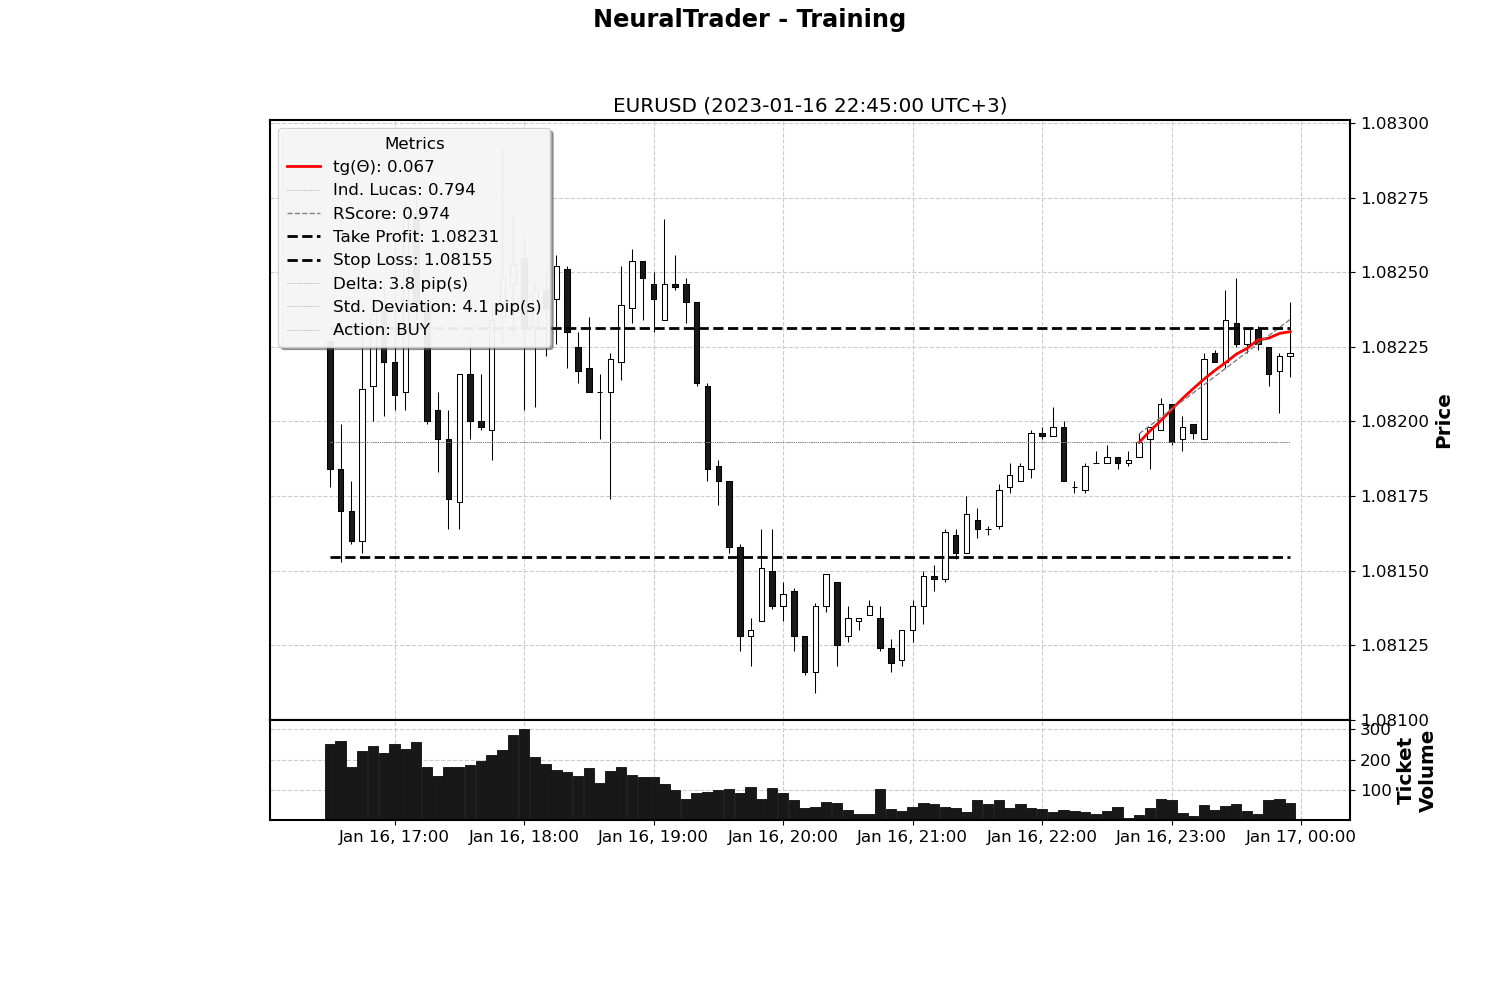 NeuralTrader - Training
EURUSD (2023-01-16 22:45:00 UTC+3)
Metrics
tg(Θ): 0.067
Ind. Lucas: 0.794
RScore: 0.974
Take Profit: 1.08231
Stop Loss: 1.08155
Delta: 3.8 pip(s)
Std. Deviation: 4.1 pip(s)
Action: BUY
1.08300
1.08275
1.08250
1.08225
1.08200
1.08175
1.08150
1.08125
1.08100
Price
300
200
100
Ticket
Volume
Jan 16, 17:00
Jan 16, 18:00
Jan 16, 19:00
Jan 16, 20:00
Jan 16, 21:00
Jan 16, 22:00
Jan 16, 23:00
Jan 17, 00:00